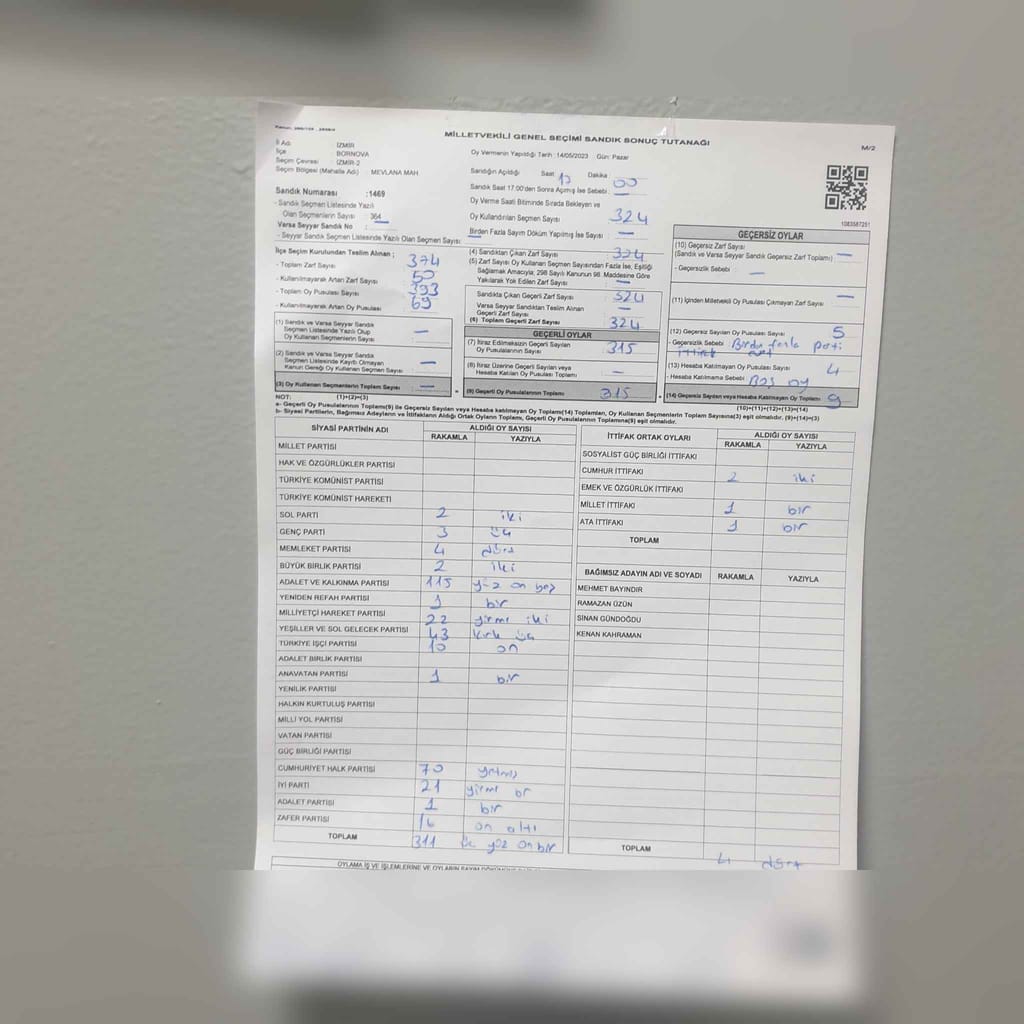 MİLLETVEKİLİ GENEL SEÇİMİ SANDIK SONUÇ TUTANAĞI
M/2
İl Adı : İZMİR
İlçe : BORNOVA
Seçim Çevresi : İZMİR-2
Seçim Bölgesi (Mahalle Adı) : MEVLANA MAH.
Oy Vermenin Yapıldığı Tarih :14/05/2023 Gün: Pazar
Sandığın Açıldığı Saat Dakika 00
Sandık Saat 17.00'den Sonra Açılmış İse Sebebi
Oy Verme Saati Bitiminde Sırada Bekleyen ve
Oy Kullandırılan Seçmen Sayısı 324
Birden Fazla Sayım Döküm Yapılmış İse Sayısı : —
1083587251
Sandık Numarası :1469
- Sandık Seçmen Listesinde Yazılı
Olan Seçmenlerin Sayısı : 364
Varsa Seyyar Sandık No :
- Seyyar Sandık Seçmen Listesinde Yazılı Olan Seçmen Sayısı
İlçe Seçim Kurulundan Teslim Alınan ;
- Toplam Zarf Sayısı 374
- Kullanılmayarak Artan Zarf Sayısı 50
- Toplam Oy Pusulası Sayısı 393
- Kullanılmayarak Artan Oy Pusulası 69
(1) Sandık ve Varsa Seyyar Sandık
Seçmen Listesinde Yazılı Olup
Oy Kullanan Seçmenlerin Sayısı —
(2) Sandık ve Varsa Seyyar Sandık
Seçmen Listesinde Kayıtlı Olmayan
Kanun Gereği Oy Kullanan Seçmen Sayısı —
(3) Oy Kullanan Seçmenlerin Toplam Sayısı —
(1)+(2)=(3)
(4) Sandıktan Çıkan Zarf Sayısı : 324
(5) Zarf Sayısı Oy Kullanan Seçmen Sayısından Fazla İse, Eşitliği
Sağlamak Amacıyla, 298 Sayılı Kanunun 98. Maddesine Göre
Yakılarak Yok Edilen Zarf Sayısı —
Sandıkta Çıkan Geçerli Zarf Sayısı : 324
Varsa Seyyar Sandıktan Teslim Alınan
Geçerli Zarf Sayısı —
(6) Toplam Geçerli Zarf Sayısı : 324
GEÇERLİ OYLAR
(7) İtiraz Edilmeksizin Geçerli Sayılan
Oy Pusulalarının Sayısı : 315
(8) İtiraz Üzerine Geçerli Sayılan veya
Hesaba Katılan Oy Pusulası Toplamı : —
(9) Geçerli Oy Pusulalarının Toplamı : 315
GEÇERSİZ OYLAR
(10) Geçersiz Zarf Sayısı
(Sandık ve Varsa Seyyar Sandık Geçersiz Zarf Toplamı) : —
- Geçersizlik Sebebi : —
(11) İçinden Milletvekili Oy Pusulası Çıkmayan Zarf Sayısı —
(12) Geçersiz Sayılan Oy Pusulası Sayısı : 5
- Geçersizlik Sebebi Birden fazla parti
(13) Hesaba Katılmayan Oy Pusulası Sayısı : 4
- Hesaba Katılmama Sebebi : Boş oy
(14) Geçersiz Sayılan veya Hesaba Katılmayan Oy Toplamı : 9
(10)+(11)+(12)+(13)=(14)
NOT:
a- Geçerli Oy Pusulalarının Toplamı(9) ile Geçersiz Sayılan veya Hesaba katılmayan Oy Toplamı(14) Toplamları, Oy Kullanan Seçmenlerin Toplam Sayısına(3) eşit olmalıdır. (9)+(14)=(3)
b- Siyasi Partilerin, Bağımsız Adayların ve İttifakların Aldığı Ortak Oyların Toplamı, Geçerli Oy Pusulalarının Toplamına(9) eşit olmalıdır.
SİYASİ PARTİNİN ADI ALDIĞI OY SAYISI
RAKAMLA YAZIYLA
MİLLET PARTİSİ
HAK VE ÖZGÜRLÜKLER PARTİSİ
TÜRKİYE KOMÜNİST PARTİSİ
TÜRKİYE KOMÜNİST HAREKETİ
SOL PARTİ 2 iki
GENÇ PARTİ 3 üç
MEMLEKET PARTİSİ 4 dört
BÜYÜK BİRLİK PARTİSİ 2 iki
ADALET VE KALKINMA PARTİSİ 115 yüz on beş
YENİDEN REFAH PARTİSİ 1 bir
MİLLİYETÇİ HAREKET PARTİSİ 22 yirmi iki
YEŞİLLER VE SOL GELECEK PARTİSİ 43 kırk üç
TÜRKİYE İŞÇİ PARTİSİ 10 on
ADALET BİRLİK PARTİSİ
ANAVATAN PARTİSİ 1 bir
YENİLİK PARTİSİ
HALKIN KURTULUŞ PARTİSİ
MİLLİ YOL PARTİSİ
VATAN PARTİSİ
GÜÇ BİRLİĞİ PARTİSİ
CUMHURİYET HALK PARTİSİ 70 yetmiş
İYİ PARTİ 21 yirmi bir
ADALET PARTİSİ 1 bir
ZAFER PARTİSİ 16 on altı
TOPLAM 311 üç yüz on bir
İTTİFAK ORTAK OYLARI ALDIĞI OY SAYISI
RAKAMLA YAZIYLA
SOSYALİST GÜÇ BİRLİĞİ İTTİFAKI
CUMHUR İTTİFAKI 2 iki
EMEK VE ÖZGÜRLÜK İTTİFAKI
MİLLET İTTİFAKI 1 bir
ATA İTTİFAKI 1 bir
TOPLAM
BAĞIMSIZ ADAYIN ADI VE SOYADI RAKAMLA YAZIYLA
MEHMET BAYINDIR
RAMAZAN ÜZÜN
SİNAN GÜNDOĞDU
KENAN KAHRAMAN
TOPLAM 4 dört